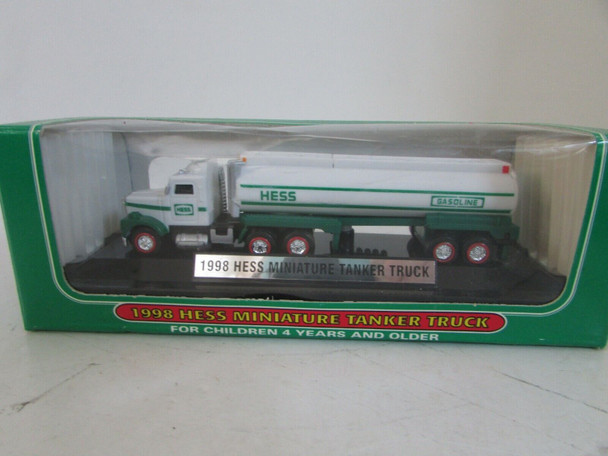 HESS
GASOLINE
HESS
1998 HESS MINIATURE TANKER TRUCK
1998 HESS MINIATURE TANKER TRUCK
FOR CHILDREN 4 YEARS AND OLDER